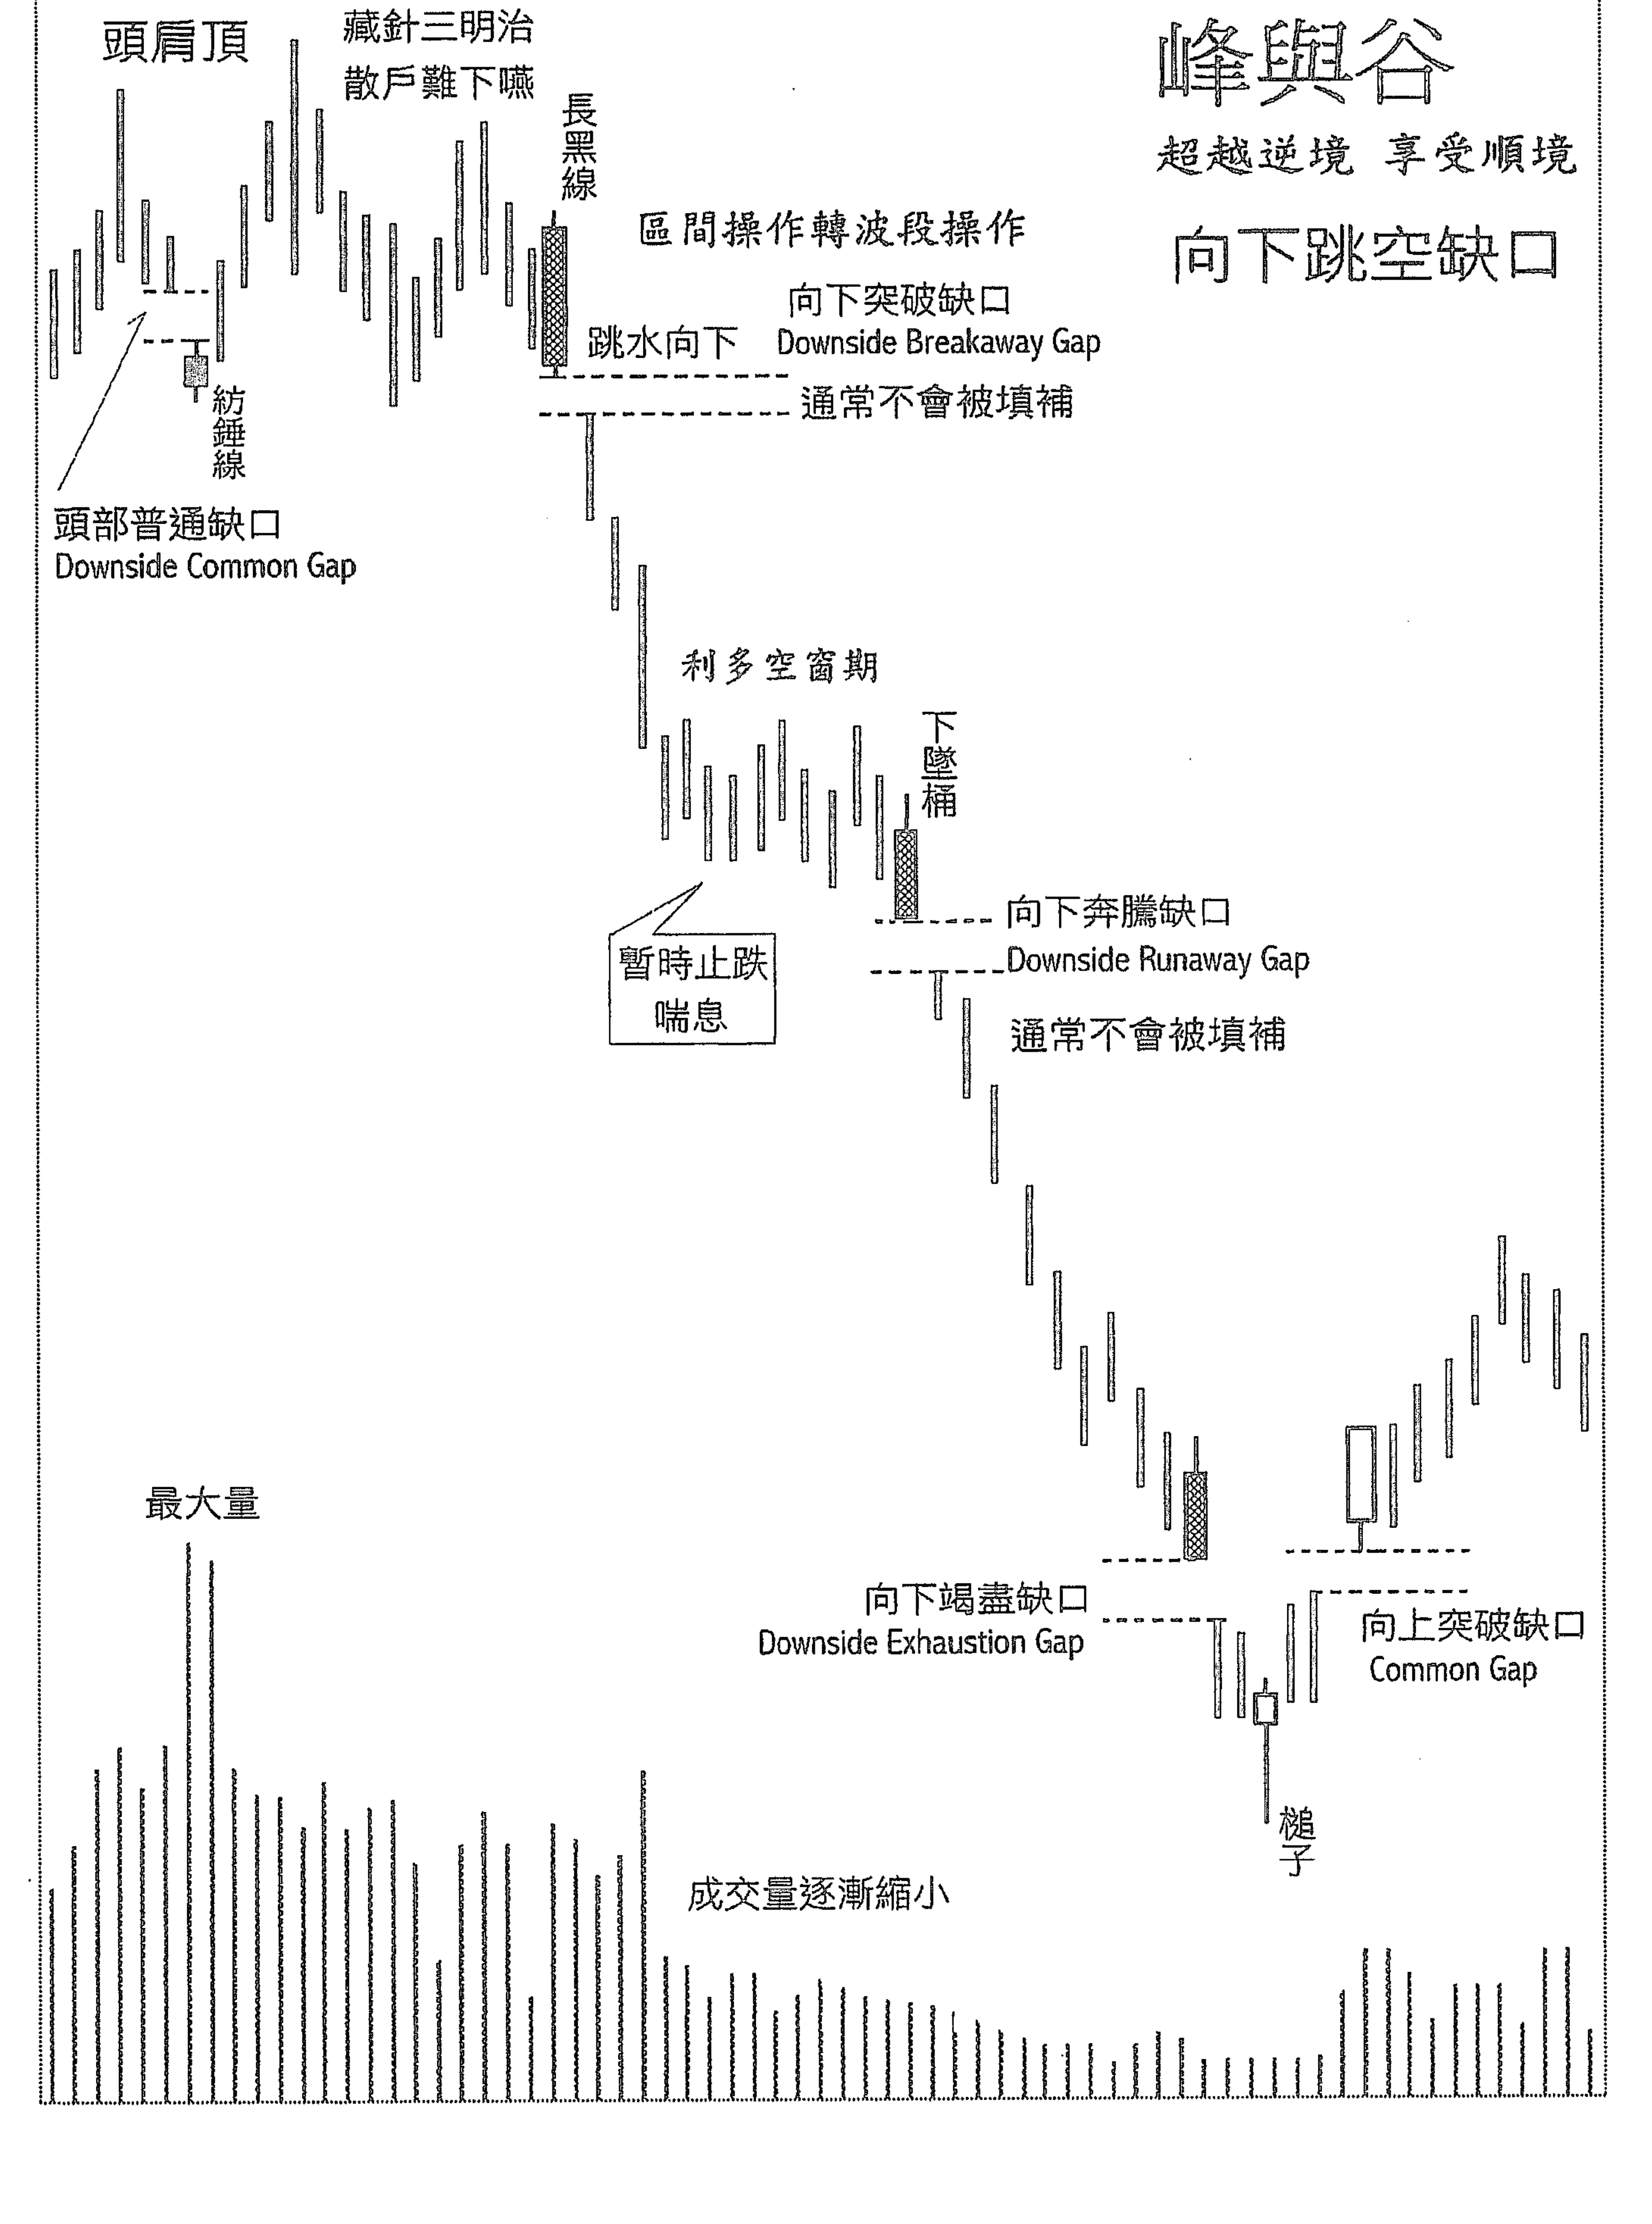 頭肩頂
藏針三明治
散戶難下嚥
峰與谷
超越逆境 享受順境
向下跳空缺口
長黑線
區間操作轉波段操作
向下突破缺口
跳水向下
Downside Breakaway Gap
通常不會被填補
紡錘線
頭部普通缺口
Downside Common Gap
利多空窗期
下墜桶
暫時止跌
喘息
向下奔騰缺口
Downside Runaway Gap
通常不會被填補
最大量
向下竭盡缺口
Downside Exhaustion Gap
向上突破缺口
Common Gap
槌子
成交量逐漸縮小